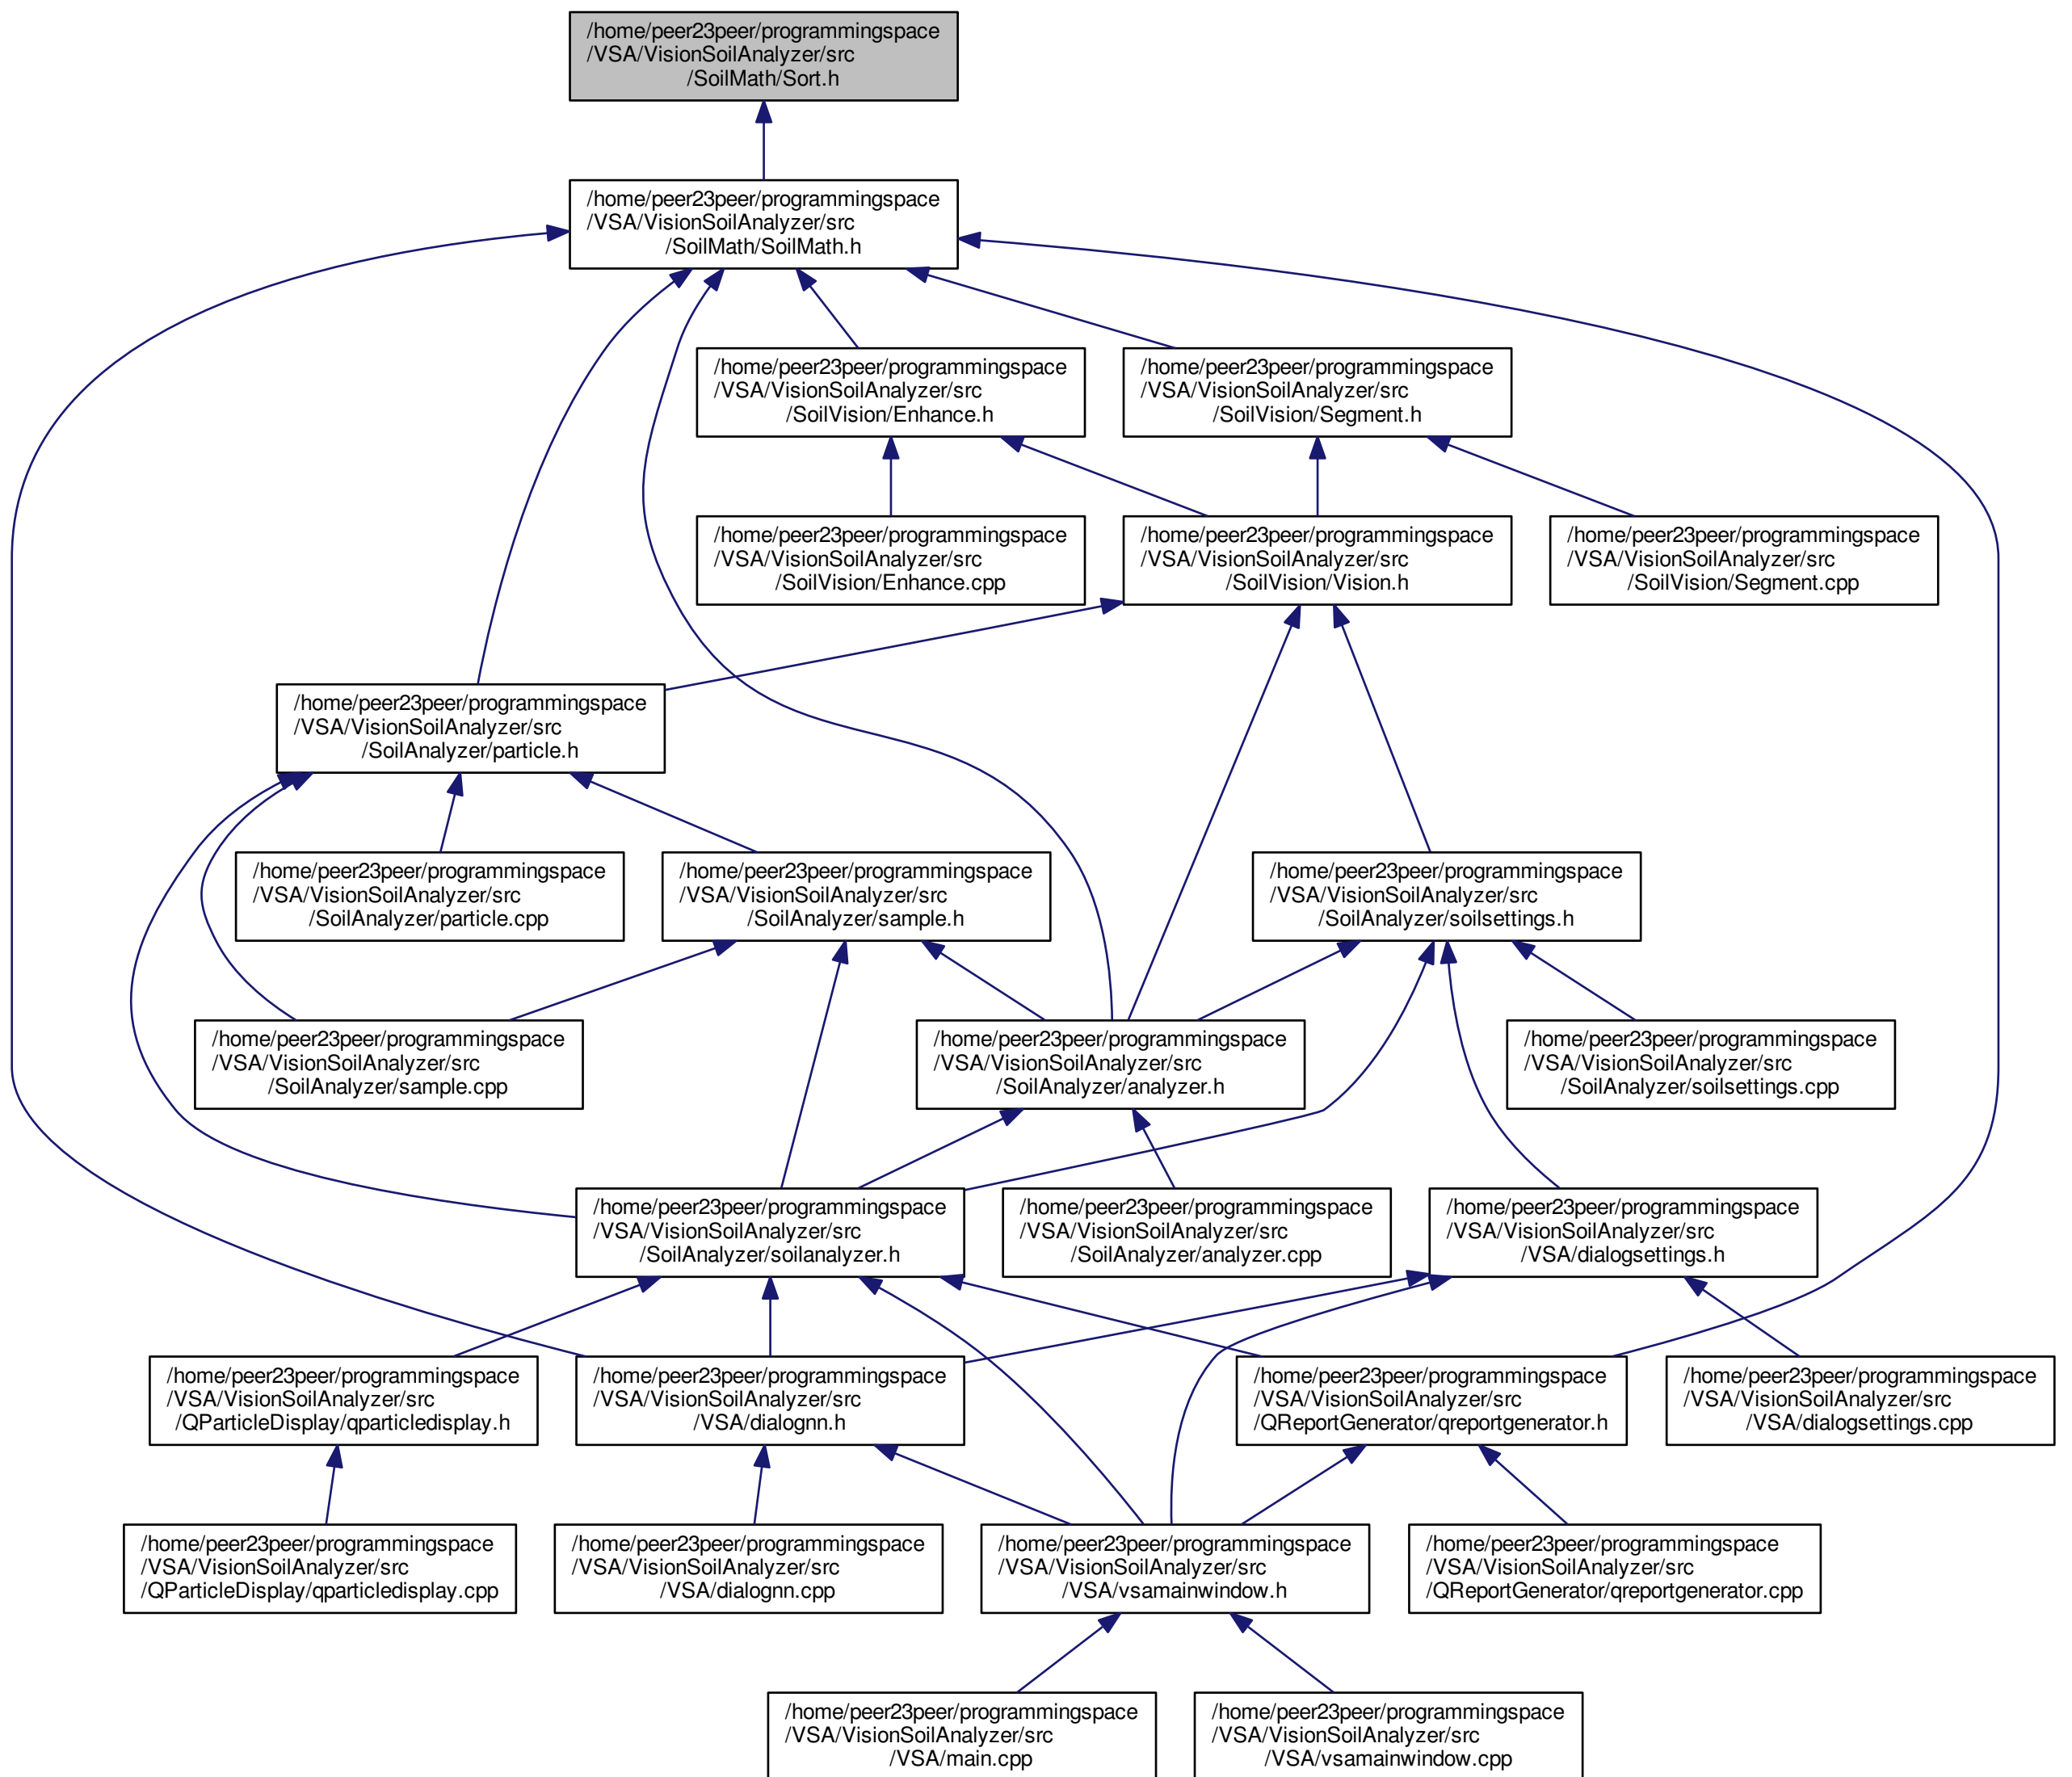 /home/peer23peer/programmingspace
/VSA/VisionSoilAnalyzer/src
/SoilMath/Sort.h
/home/peer23peer/programmingspace
/VSA/VisionSoilAnalyzer/src
/SoilMath/SoilMath.h
/home/peer23peer/programmingspace
/VSA/VisionSoilAnalyzer/src
/SoilVision/Enhance.h
/home/peer23peer/programmingspace
/VSA/VisionSoilAnalyzer/src
/SoilVision/Segment.h
/home/peer23peer/programmingspace
/VSA/VisionSoilAnalyzer/src
/SoilVision/Enhance.cpp
/home/peer23peer/programmingspace
/VSA/VisionSoilAnalyzer/src
/SoilVision/Vision.h
/home/peer23peer/programmingspace
/VSA/VisionSoilAnalyzer/src
/SoilVision/Segment.cpp
/home/peer23peer/programmingspace
/VSA/VisionSoilAnalyzer/src
/SoilAnalyzer/particle.h
/home/peer23peer/programmingspace
/VSA/VisionSoilAnalyzer/src
/SoilAnalyzer/particle.cpp
/home/peer23peer/programmingspace
/VSA/VisionSoilAnalyzer/src
/SoilAnalyzer/sample.h
/home/peer23peer/programmingspace
/VSA/VisionSoilAnalyzer/src
/SoilAnalyzer/soilsettings.h
/home/peer23peer/programmingspace
/VSA/VisionSoilAnalyzer/src
/SoilAnalyzer/sample.cpp
/home/peer23peer/programmingspace
/VSA/VisionSoilAnalyzer/src
/SoilAnalyzer/analyzer.h
/home/peer23peer/programmingspace
/VSA/VisionSoilAnalyzer/src
/SoilAnalyzer/soilsettings.cpp
/home/peer23peer/programmingspace
/VSA/VisionSoilAnalyzer/src
/SoilAnalyzer/soilanalyzer.h
/home/peer23peer/programmingspace
/VSA/VisionSoilAnalyzer/src
/SoilAnalyzer/analyzer.cpp
/home/peer23peer/programmingspace
/VSA/VisionSoilAnalyzer/src
/VSA/dialogsettings.h
/home/peer23peer/programmingspace
/VSA/VisionSoilAnalyzer/src
/QParticleDisplay/qparticledisplay.h
/home/peer23peer/programmingspace
/VSA/VisionSoilAnalyzer/src
/VSA/dialognn.h
/home/peer23peer/programmingspace
/VSA/VisionSoilAnalyzer/src
/QReportGenerator/qreportgenerator.h
/home/peer23peer/programmingspace
/VSA/VisionSoilAnalyzer/src
/VSA/dialogsettings.cpp
/home/peer23peer/programmingspace
/VSA/VisionSoilAnalyzer/src
/QParticleDisplay/qparticledisplay.cpp
/home/peer23peer/programmingspace
/VSA/VisionSoilAnalyzer/src
/VSA/dialognn.cpp
/home/peer23peer/programmingspace
/VSA/VisionSoilAnalyzer/src
/VSA/vsamainwindow.h
/home/peer23peer/programmingspace
/VSA/VisionSoilAnalyzer/src
/QReportGenerator/qreportgenerator.cpp
/home/peer23peer/programmingspace
/VSA/VisionSoilAnalyzer/src
/VSA/main.cpp
/home/peer23peer/programmingspace
/VSA/VisionSoilAnalyzer/src
/VSA/vsamainwindow.cpp